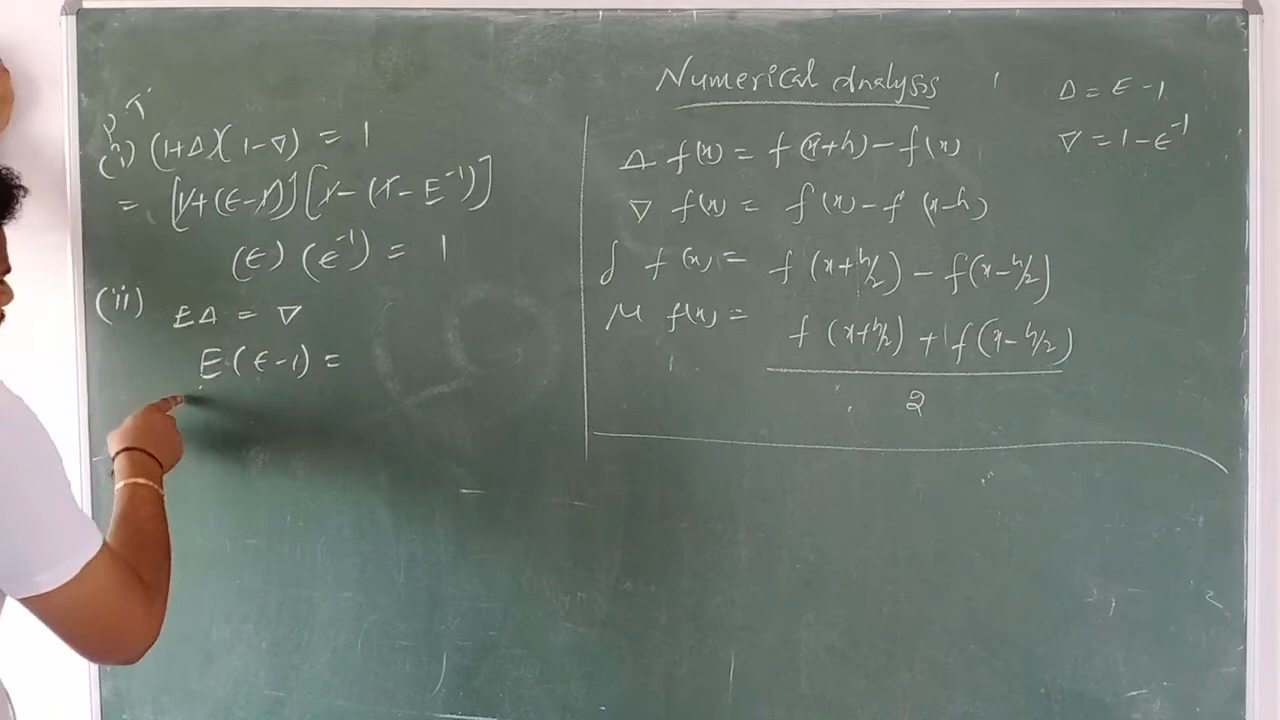 P.T
(i) (1+Δ)(1-∇) = 1
= [1+(E-1)][1-(1-E⁻¹)]
(E)(E⁻¹) = 1
(ii) EΔ = ∇
E(E-1) =
Numerical Analysis
Δ f(x) = f(x+h) - f(x)
∇ f(x) = f(x) - f(x-h)
δ f(x) = f(x+h/2) - f(x-h/2)
μ f(x) = f(x+h/2) + f(x-h/2)
2
Δ = E - 1
∇ = 1 - E⁻¹